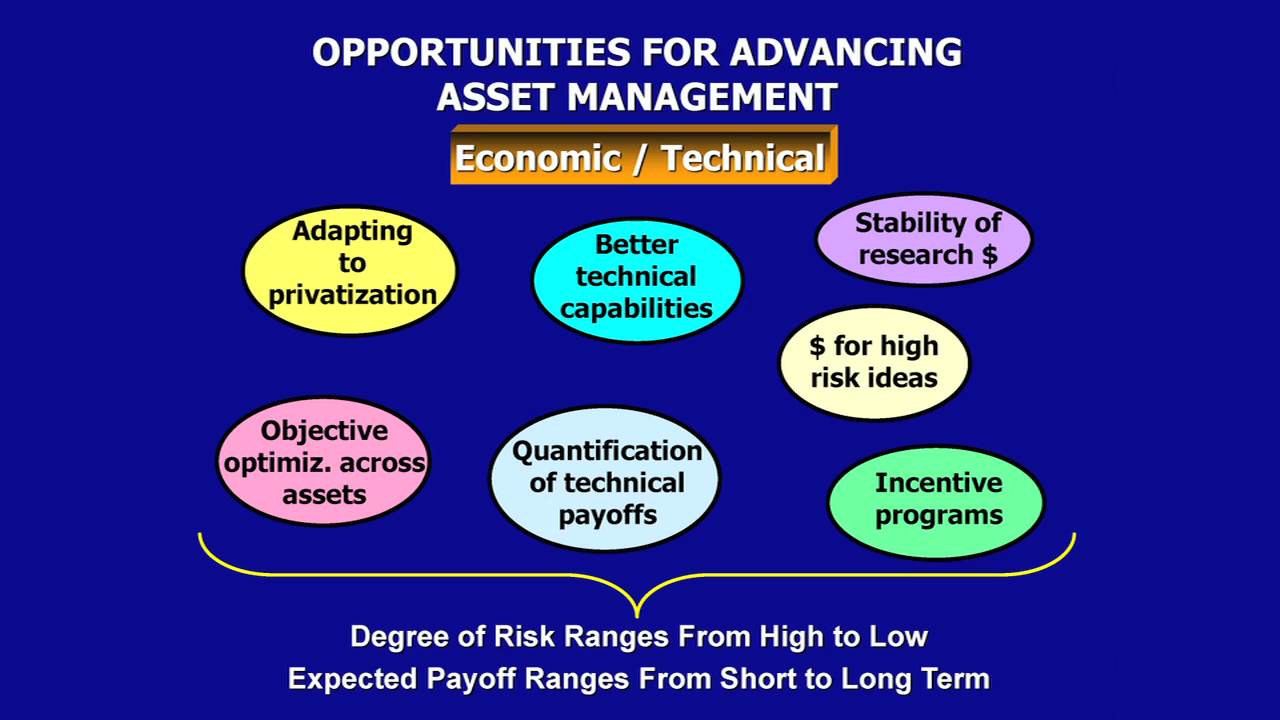 OPPORTUNITIES FOR ADVANCING
ASSET MANAGEMENT
Economic / Technical
Adapting
to
privatization
Better
technical
capabilities
Stability of
research $
$ for high
risk ideas
Objective
optimiz. across
assets
Quantification
of technical
payoffs
Incentive
programs
Degree of Risk Ranges From High to Low
Expected Payoff Ranges From Short to Long Term